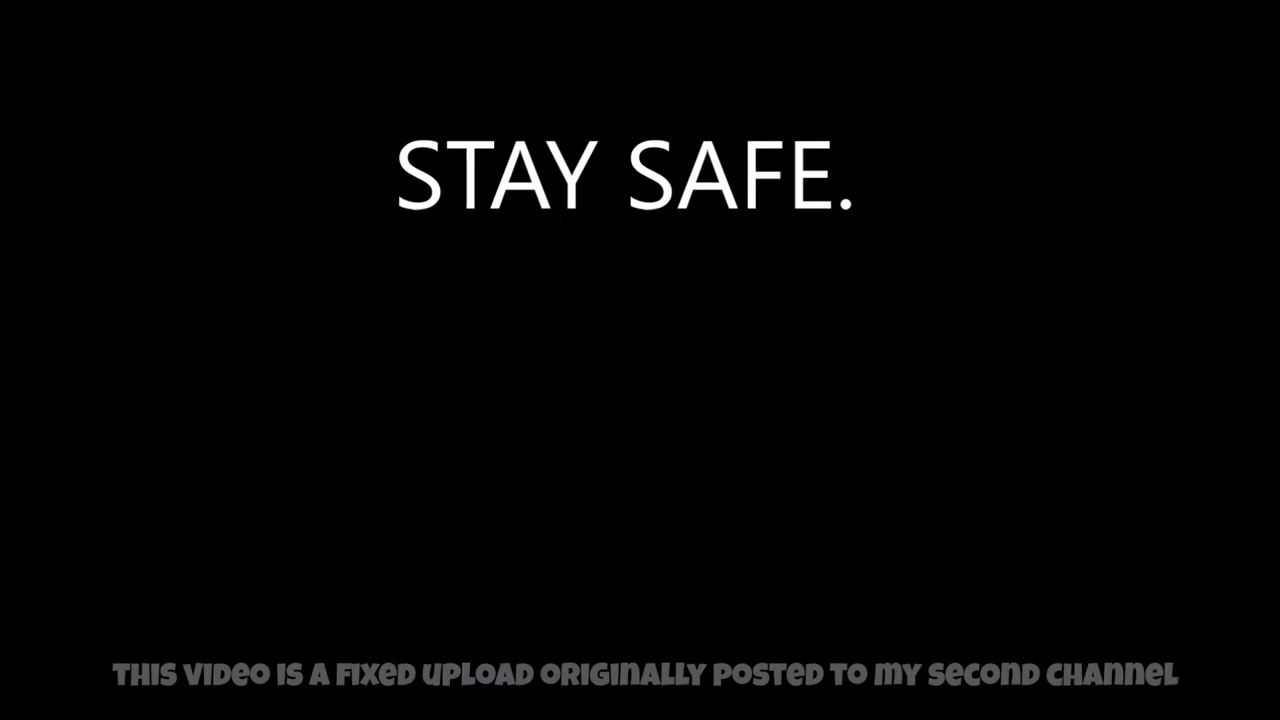 STAY SAFE.
THIS VIDEO IS A FIXED UPLOAD ORIGINALLY POSTED TO MY SECOND CHANNEL